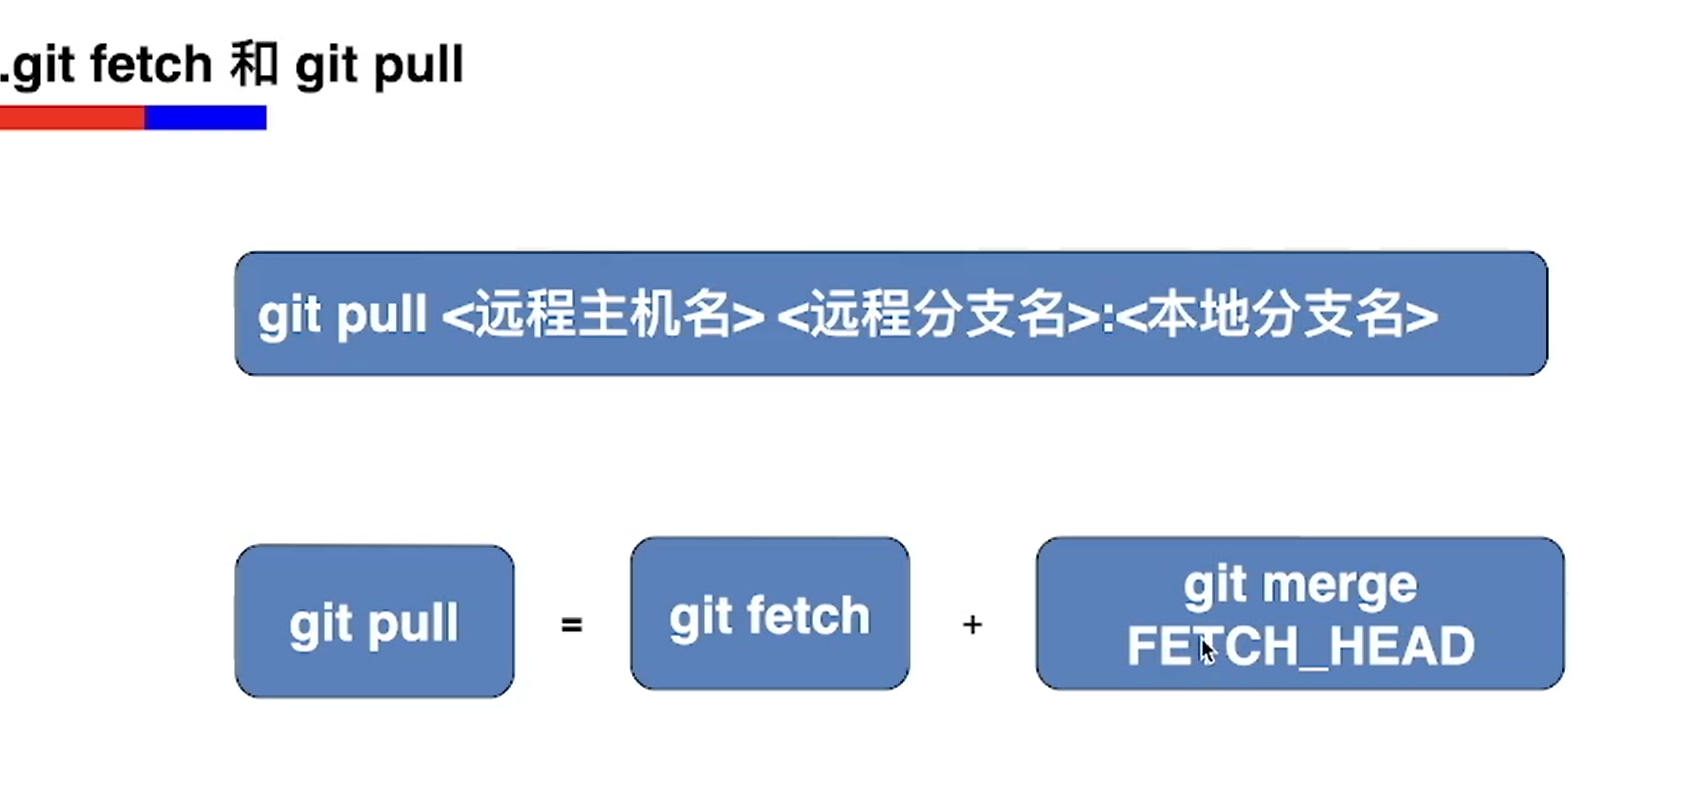 .git fetch 和 git pull
git pull <远程主机名> <远程分支名>:<本地分支名>
git pull = git fetch + git merge
FETCH_HEAD